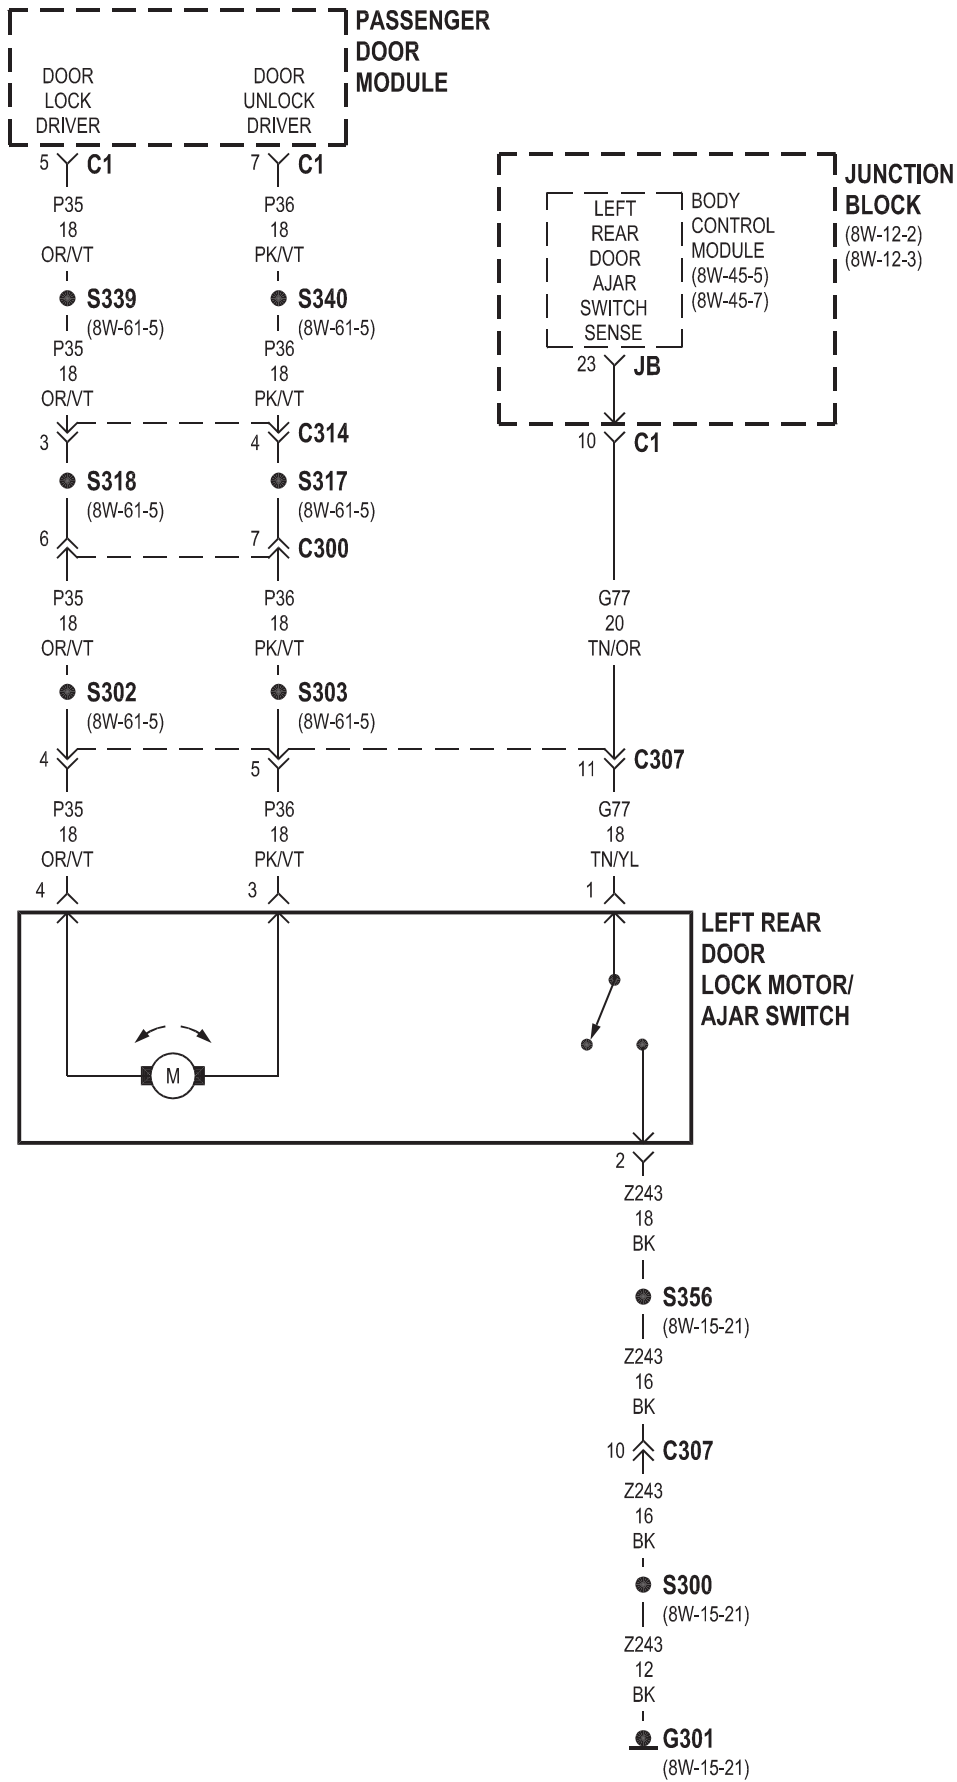 PASSENGER
DOOR
MODULE
DOOR
LOCK
DRIVER
DOOR
UNLOCK
DRIVER
5 C1
7 C1
P35
18
OR/VT
P36
18
PK/VT
S339
(8W-61-5)
S340
(8W-61-5)
P35
18
OR/VT
P36
18
PK/VT
3
4 C314
S318
(8W-61-5)
S317
(8W-61-5)
6
7 C300
P35
18
OR/VT
P36
18
PK/VT
S302
(8W-61-5)
S303
(8W-61-5)
JUNCTION
BLOCK
(8W-12-2)
(8W-12-3)
LEFT
REAR
DOOR
AJAR
SWITCH
SENSE
BODY
CONTROL
MODULE
(8W-45-5)
(8W-45-7)
23 JB
10 C1
G77
20
TN/OR
4
5
11 C307
P35
18
OR/VT
P36
18
PK/VT
G77
18
TN/YL
4
3
1
LEFT REAR
DOOR
LOCK MOTOR/
AJAR SWITCH
M
2
Z243
18
BK
S356
(8W-15-21)
Z243
16
BK
10 C307
Z243
16
BK
S300
(8W-15-21)
Z243
12
BK
G301
(8W-15-21)